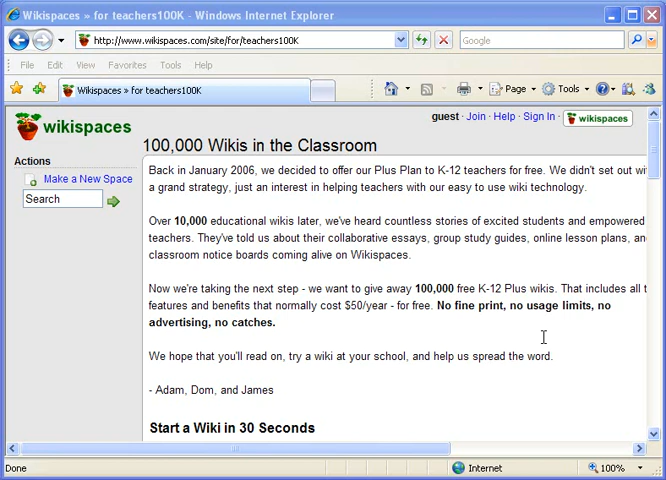 Wikispaces » for teachers100K - Windows Internet Explorer
http://www.wikispaces.com/site/for/teachers100K
Google
File Edit View Favorites Tools Help
Wikispaces » for teachers100K
Page Tools
guest · Join · Help · Sign In · wikispaces
wikispaces
100,000 Wikis in the Classroom
Actions
Make a New Space
Search
Back in January 2006, we decided to offer our Plus Plan to K-12 teachers for free. We didn't set out
a grand strategy, just an interest in helping teachers with our easy to use wiki technology.
Over 10,000 educational wikis later, we've heard countless stories of excited students and empowered
teachers. They've told us about their collaborative essays, group study guides, online lesson plans,
classroom notice boards coming alive on Wikispaces.
Now we're taking the next step - we want to give away 100,000 free K-12 Plus wikis. That includes all
features and benefits that normally cost $50/year - for free. No fine print, no usage limits, no
advertising, no catches.
We hope that you'll read on, try a wiki at your school, and help us spread the word.
- Adam, Dom, and James
Start a Wiki in 30 Seconds
Done
Internet
100%